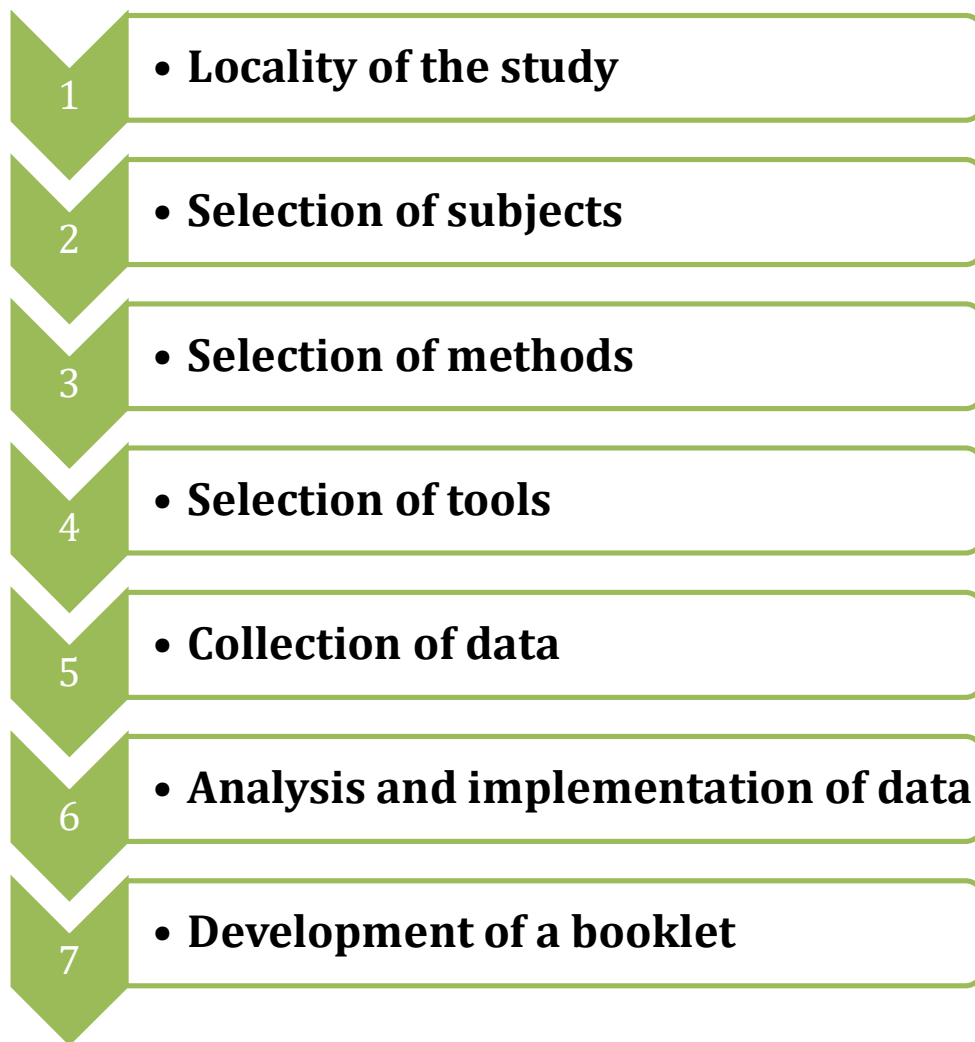 1
• Locality of the study
2
• Selection of subjects
3
• Selection of methods
4
• Selection of tools
5
• Collection of data
6
• Analysis and implementation of data
7
• Development of a booklet